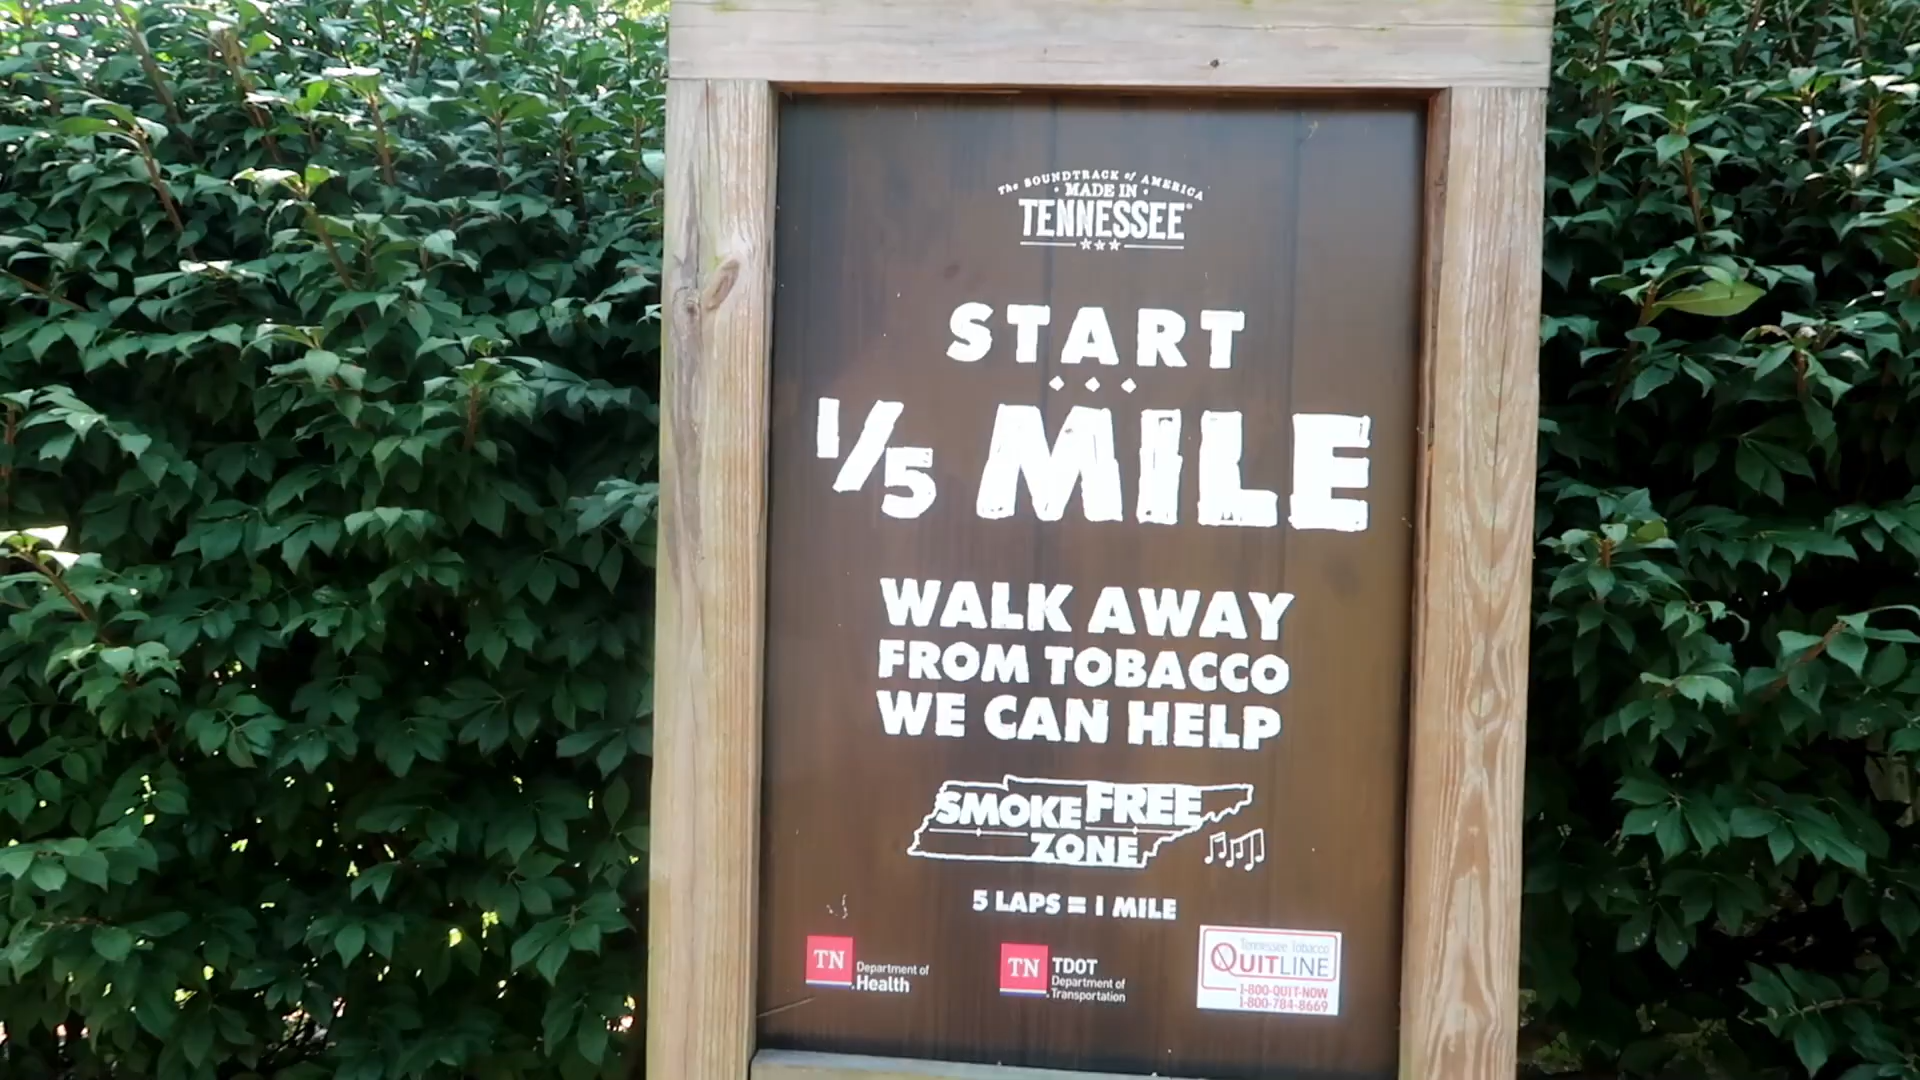 The SOUNDTRACK of AMERICA
MADE IN
TENNESSEE
START
1/5 MILE
WALK AWAY
FROM TOBACCO
WE CAN HELP
SMOKE FREE
ZONE
5 LAPS = 1 MILE
TN Department of
Health
TN TDOT
Department of
Transportation
Tennessee Tobacco
QUITLINE
1-800-QUIT-NOW
1-800-784-8669